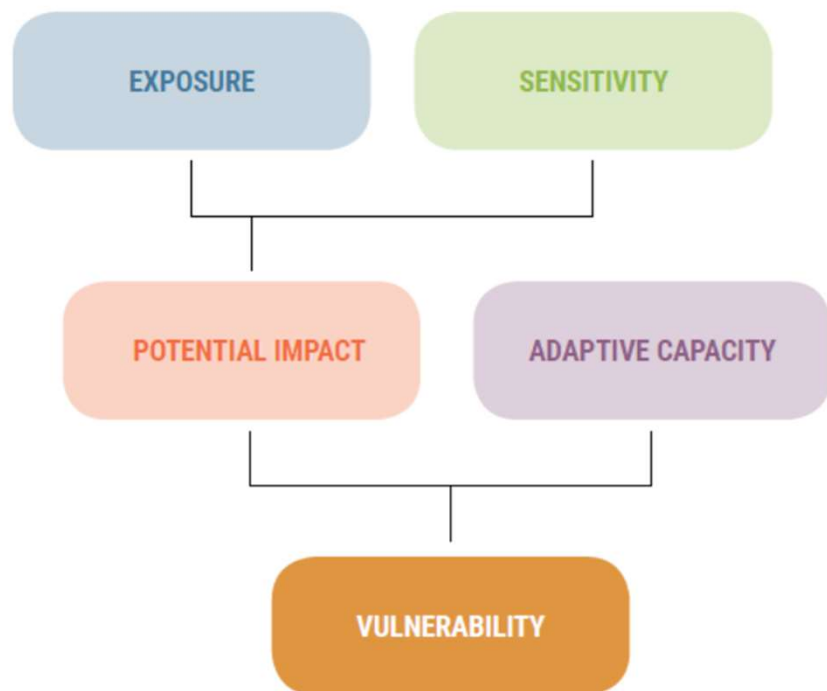 EXPOSURE
SENSITIVITY
POTENTIAL IMPACT
ADAPTIVE CAPACITY
VULNERABILITY